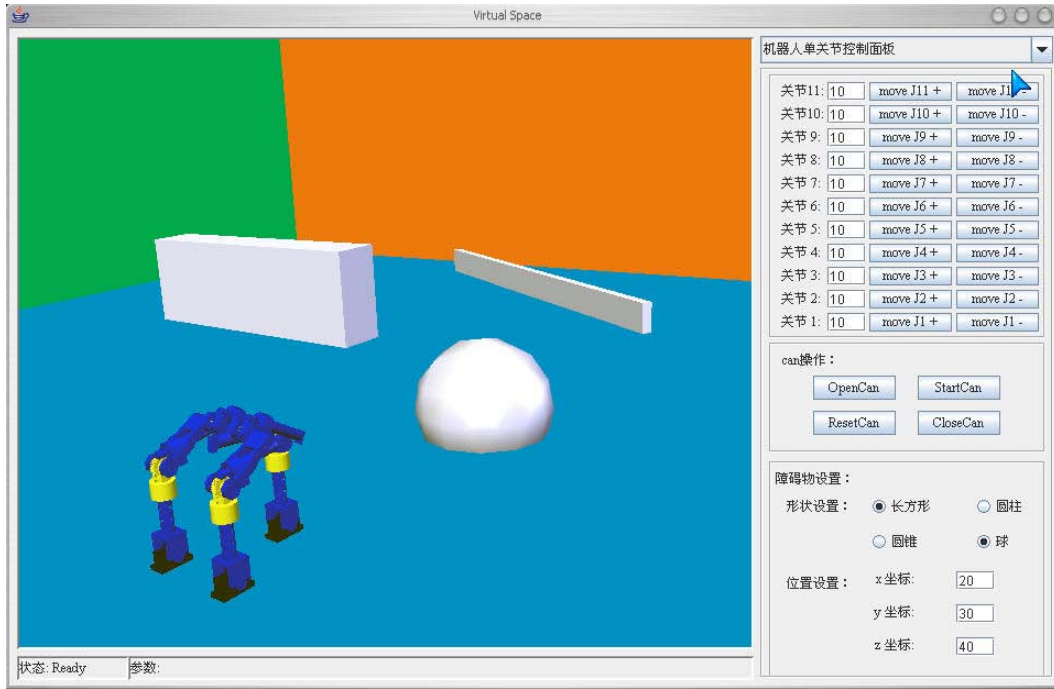 Virtual Space
机器人单关节控制面板
关节11: 10 move J11 + move J1 -
关节10: 10 move J10 + move J10 -
关节 9: 10 move J9 + move J9 -
关节 8: 10 move J8 + move J8 -
关节 7: 10 move J7 + move J7 -
关节 6: 10 move J6 + move J6 -
关节 5: 10 move J5 + move J5 -
关节 4: 10 move J4 + move J4 -
关节 3: 10 move J3 + move J3 -
关节 2: 10 move J2 + move J2 -
关节 1: 10 move J1 + move J1 -
can操作：
OpenCan StartCan
ResetCan CloseCan
障碍物设置：
形状设置： 长方形 圆柱
圆锥 球
位置设置： x 坐标: 20
y 坐标: 30
z 坐标: 40
状态: Ready 参数: